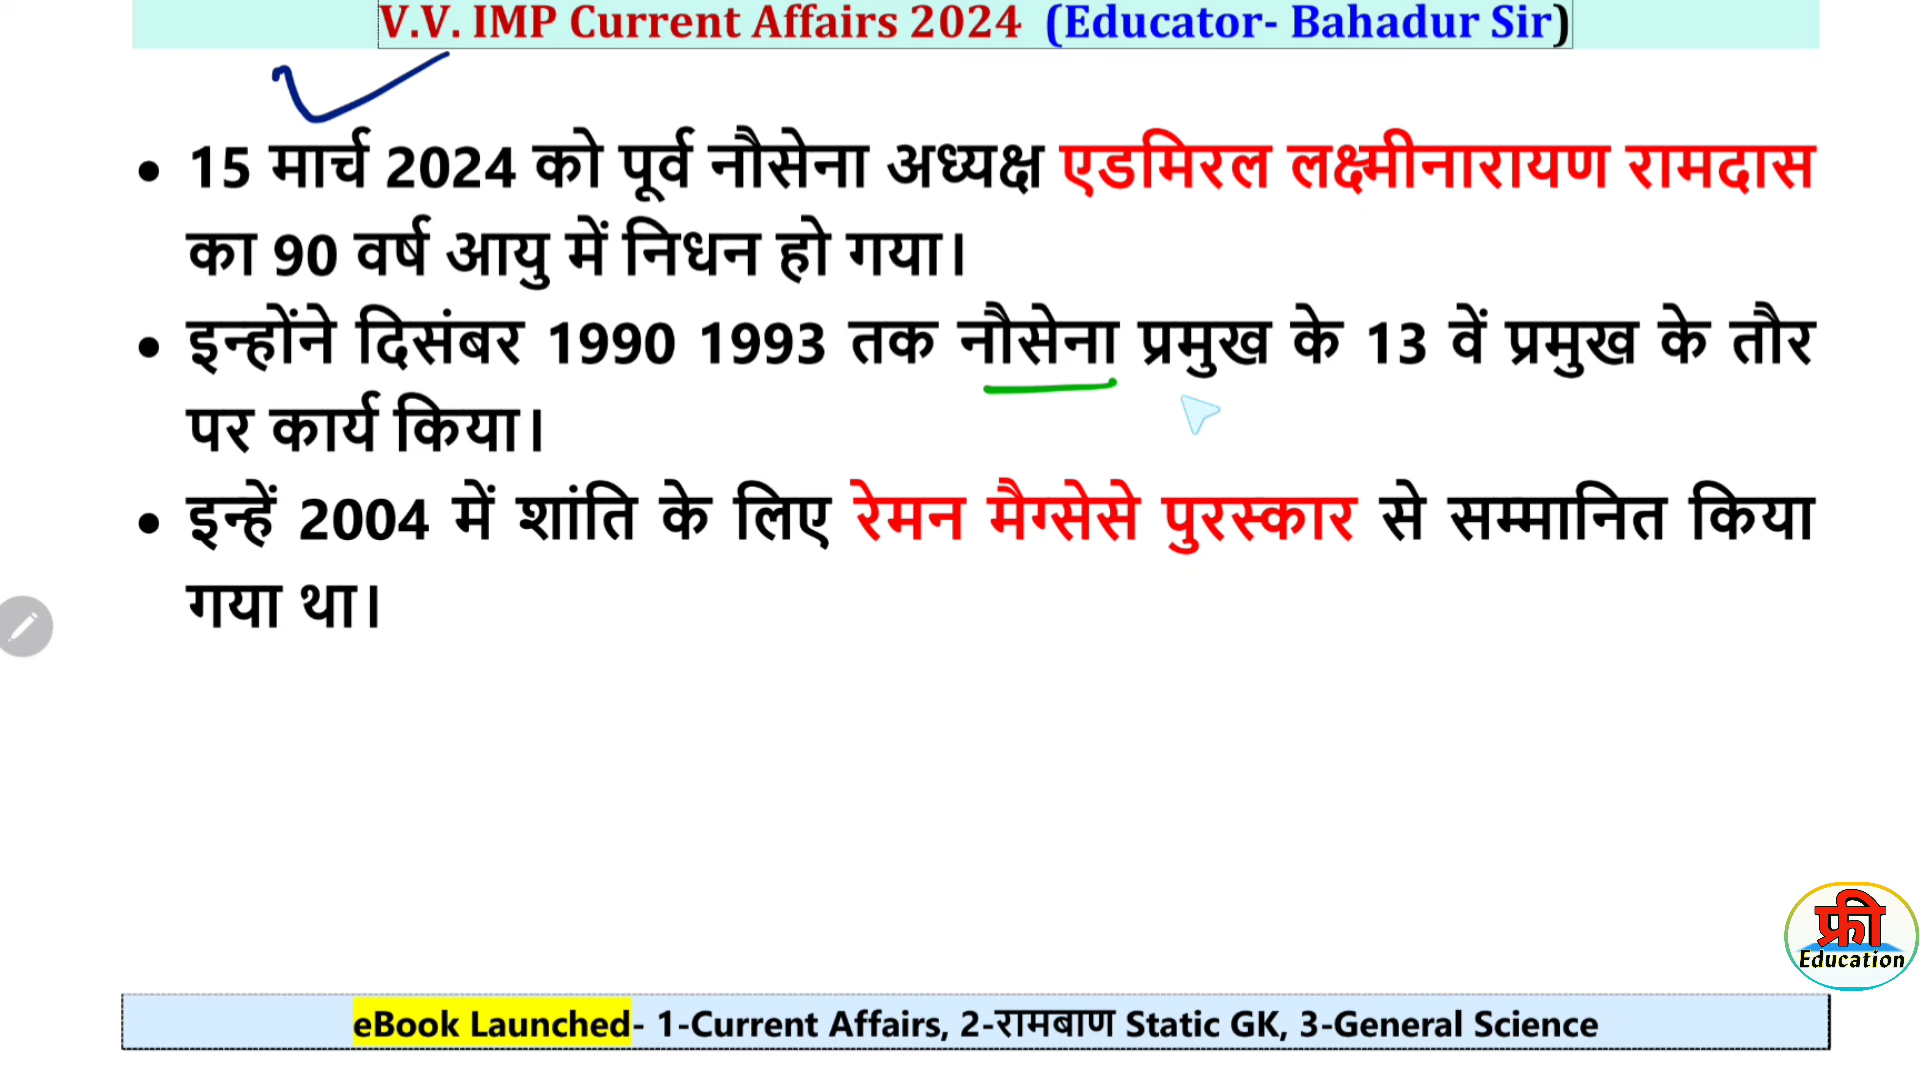 V.V. IMP Current Affairs 2024 (Educator- Bahadur Sir)
• 15 मार्च 2024 को पूर्व नौसेना अध्यक्ष एडमिरल लक्ष्मीनारायण रामदास
का 90 वर्ष आयु में निधन हो गया।
• इन्होंने दिसंबर 1990 1993 तक नौसेना प्रमुख के 13 वें प्रमुख के तौर
पर कार्य किया।
• इन्हें 2004 में शांति के लिए रेमन मैग्सेसे पुरस्कार से सम्मानित किया
गया था।
फ्री
Education
eBook Launched- 1-Current Affairs, 2-रामबाण Static GK, 3-General Science